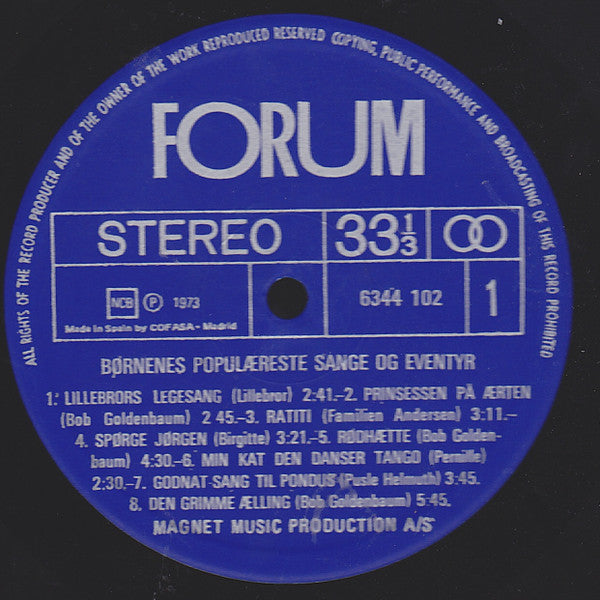 ALL RIGHTS OF THE RECORD PRODUCER AND OF THE OWNER OF THE WORK REPRODUCED RESERVED COPYING, PUBLIC PERFORMANCE AND BROADCASTING OF THIS RECORD PROHIBITED
FORUM
STEREO 33 1/3
NCB Ⓟ 1973 6344 102 1
Made in Spain by COFASA - Madrid
BØRNENES POPULÆRESTE SANGE OG EVENTYR
1. LILLEBRORS LEGESANG (Lillebror) 2:41.-2. PRINSESSEN PÅ ÆRTEN
(Bob Goldenbaum) 2 45.-3. RATITI (Familien Andersen) 3:11.-
4. SPØRGE JØRGEN (Birgitte) 3:21.-5. RØDHÆTTE (Bob Golden-
baum) 4:30.-6. MIN KAT DEN DANSER TANGO (Pernille)
2:30.-7. GODNAT SANG TIL PONDUS (Pusle Helmuth) 3:45.
8. DEN GRIMME ÆLLING (Bob Goldenbaum) 5:45.
MAGNET MUSIC PRODUCTION A/S